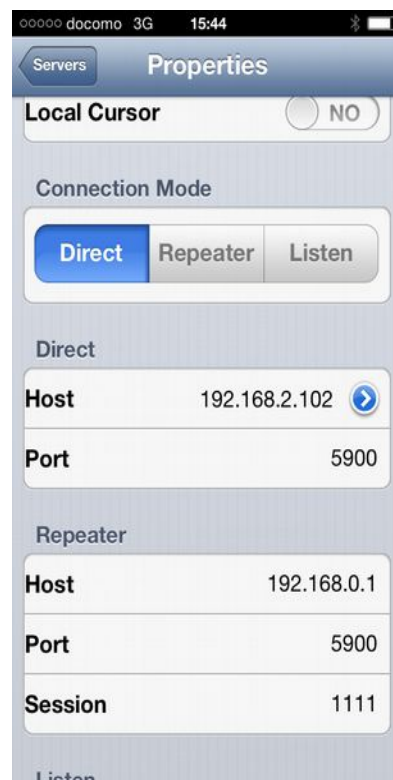 docomo 3G 15:44
Servers Properties
Local Cursor NO
Connection Mode
Direct Repeater Listen
Direct
Host 192.168.2.102
Port 5900
Repeater
Host 192.168.0.1
Port 5900
Session 1111
Listen